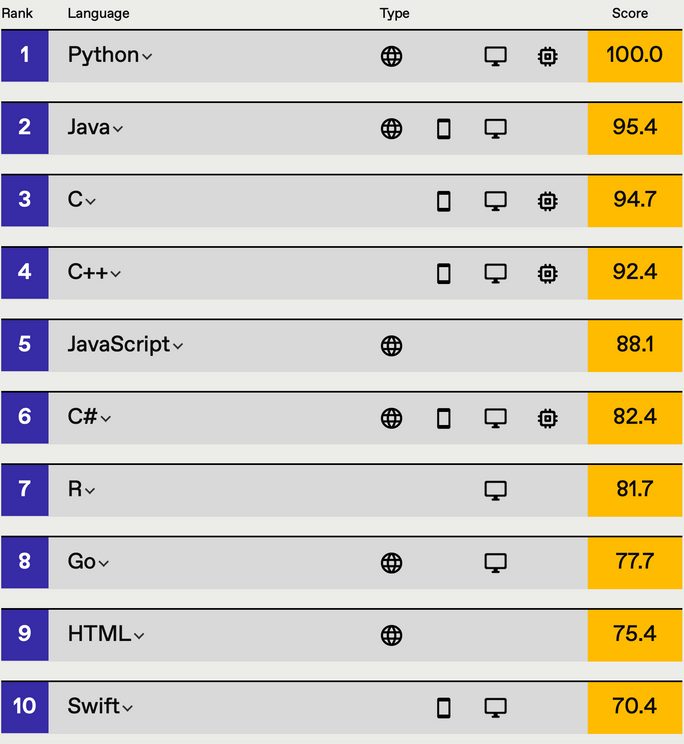 Rank Language Type Score
1 Python 100.0
2 Java 95.4
3 C 94.7
4 C++ 92.4
5 JavaScript 88.1
6 C# 82.4
7 R 81.7
8 Go 77.7
9 HTML 75.4
10 Swift 70.4